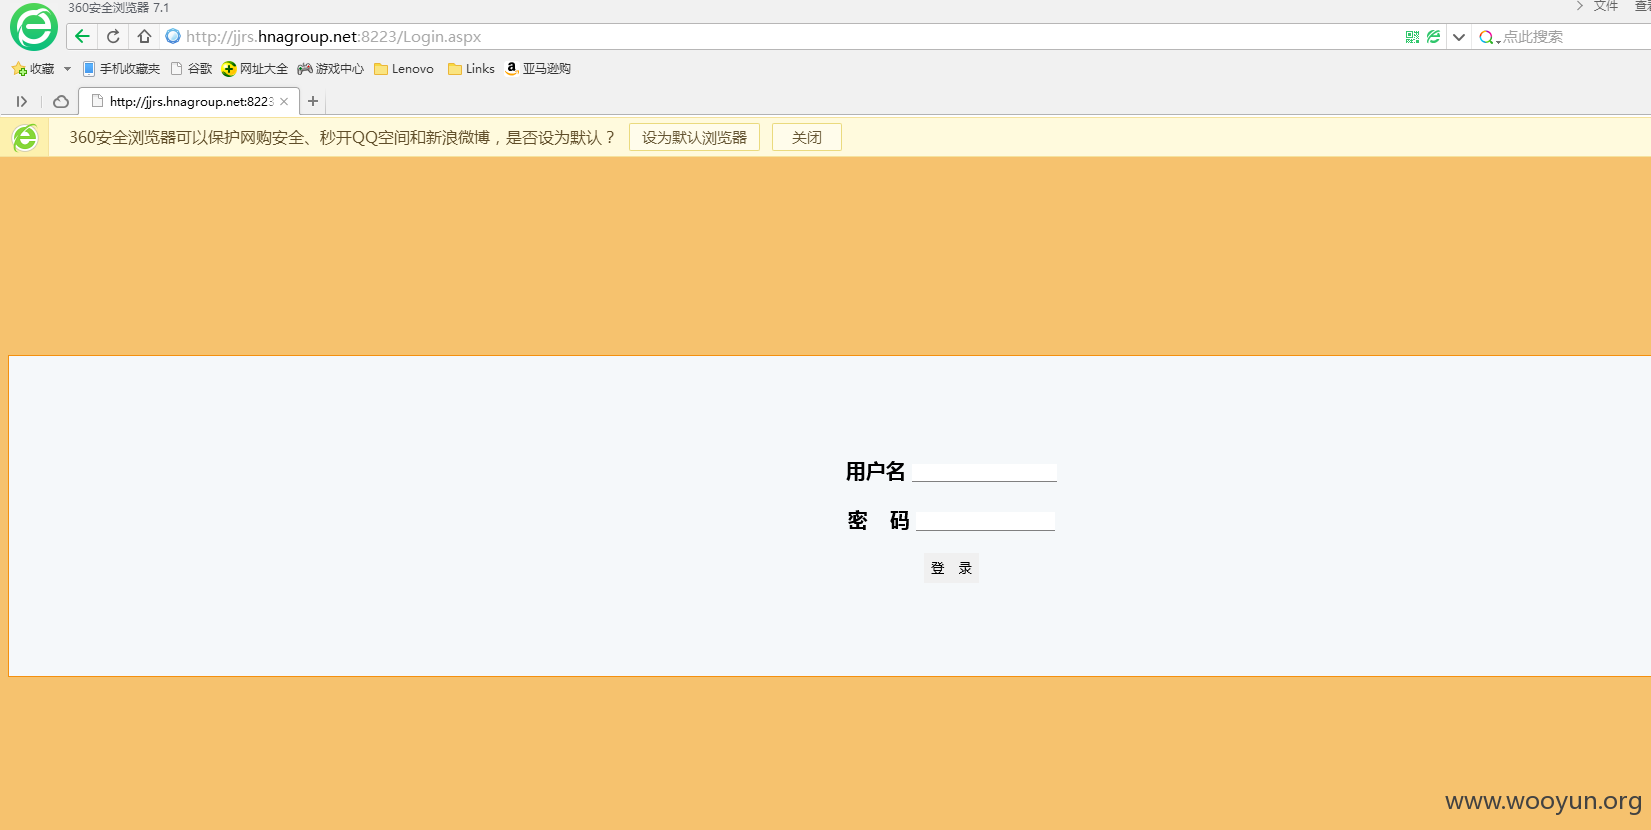 360安全浏览器 7.1
文件
http://jjrs.hnagroup.net:8223/Login.aspx
点此搜索
收藏 手机收藏夹 谷歌 网址大全 游戏中心 Lenovo Links 亚马逊购
http://jjrs.hnagroup.net:8223
360安全浏览器可以保护网购安全、秒开QQ空间和新浪微博，是否设为默认？ 设为默认浏览器 关闭
用户名
密 码
登 录
www.wooyun.org